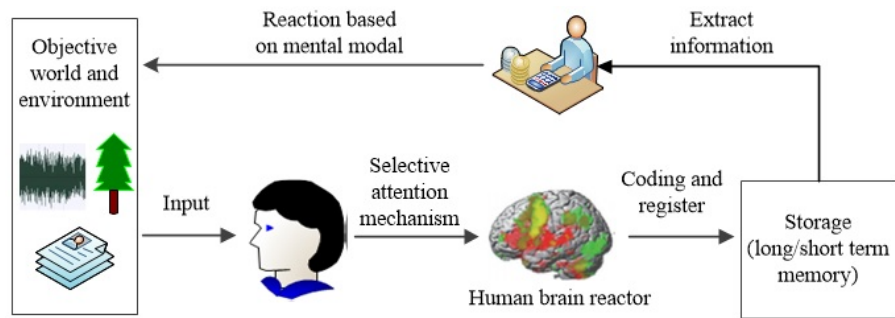 Objective
world and
environment
Reaction based
on mental modal
Extract
information
Input
Selective
attention
mechanism
Human brain reactor
Coding and
register
Storage
(long/short term
memory)